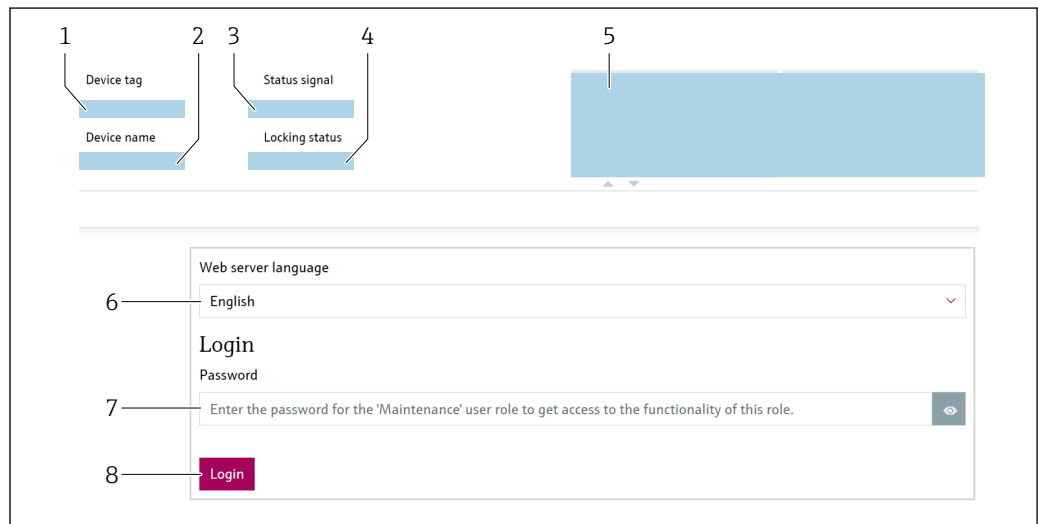 1 2 3 4 5
Device tag Status signal
Device name Locking status
Web server language
6 English
Login
Password
7 Enter the password for the 'Maintenance' user role to get access to the functionality of this role.
8 Login